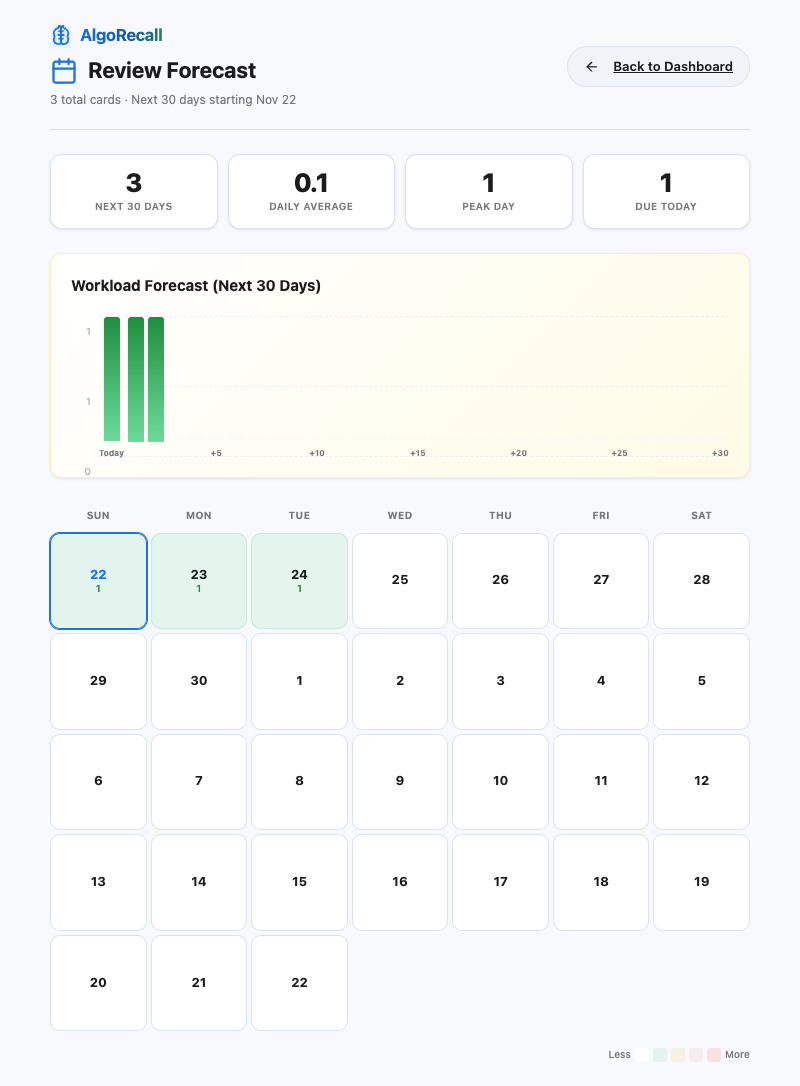 AlgoRecall
Review Forecast
3 total cards · Next 30 days starting Nov 22
Back to Dashboard
3
NEXT 30 DAYS
0.1
DAILY AVERAGE
1
PEAK DAY
1
DUE TODAY
Workload Forecast (Next 30 Days)
1
1
0
Today +5 +10 +15 +20 +25 +30
SUN MON TUE WED THU FRI SAT
22 23 24 25 26 27 28
1 1 1
29 30 1 2 3 4 5
6 7 8 9 10 11 12
13 14 15 16 17 18 19
20 21 22
Less More